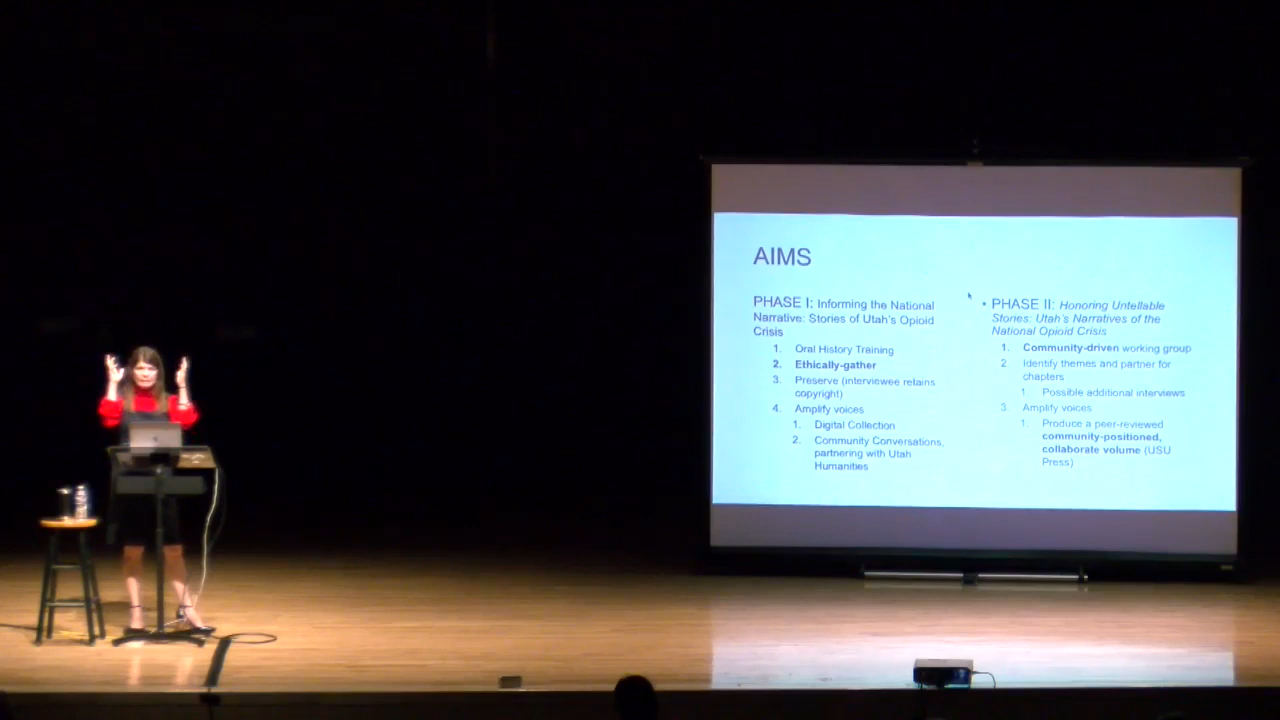 AIMS
PHASE I: Informing the National
Narrative: Stories of Utah's Opioid
Crisis
1. Oral History Training
2. Ethically-gather
3. Preserve (interviewee retains
copyright)
4. Amplify voices
1. Digital Collection
2. Community Conversations,
partnering with Utah
Humanities
• PHASE II: Honoring Untellable
Stories: Utah's Narratives of the
National Opioid Crisis
1. Community-driven working group
2. Identify themes and partner for
chapters
1. Possible additional interviews
3. Amplify voices
1. Produce a peer-reviewed
community-positioned,
collaborate volume (USU
Press)